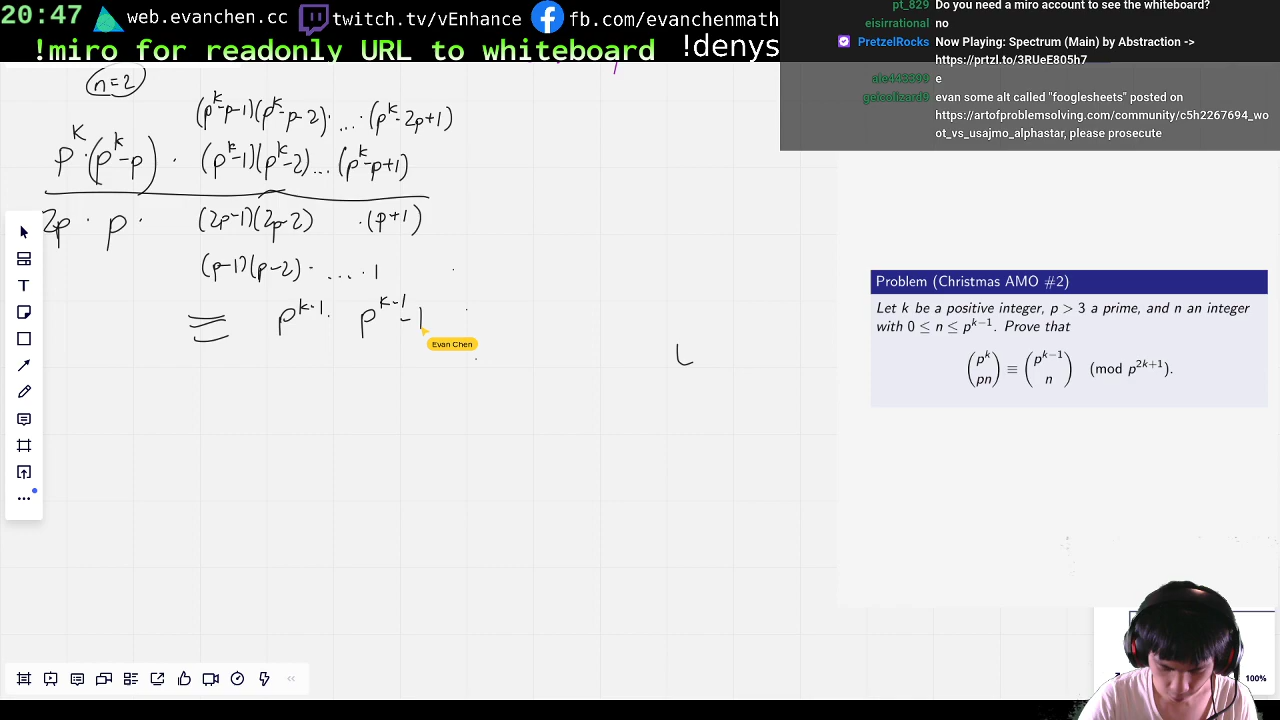 20:47 web.evanchen.cc twitch.tv/vEnhance fb.com/evanchenmath
!miro for readonly URL to whiteboard !denys
pt_829 Do you need a miro account to see the whiteboard?
eisirrational no
PretzelRocks Now Playing: Spectrum (Main) by Abstraction ->
https://prtzl.to/3RUeE805h7
ale443399 e
geicolizard9 evan some alt called "fooglesheets" posted on
https://artofproblemsolving.com/community/c5h2267694_wo
ot_vs_usajmo_alphastar, please prosecute
n=2
(p^k-p-1)(p^k-p-2)· ... ·(p^k-2p+1)
p^k·(p^k-p) · (p^k-1)(p^k-2)...(p^k-p+1)
2p · p · (2p-1)(2p-2) ·(p+1)
(p-1)(p-2)· ... ·1
≡ p^{k-1}· p^{k-1}-1
Evan Chen
Problem (Christmas AMO #2)
Let k be a positive integer, p > 3 a prime, and n an integer
with 0 ≤ n ≤ p^{k-1}. Prove that
(p^k pn) ≡ (p^{k-1} n) (mod p^{2k+1}).
100%